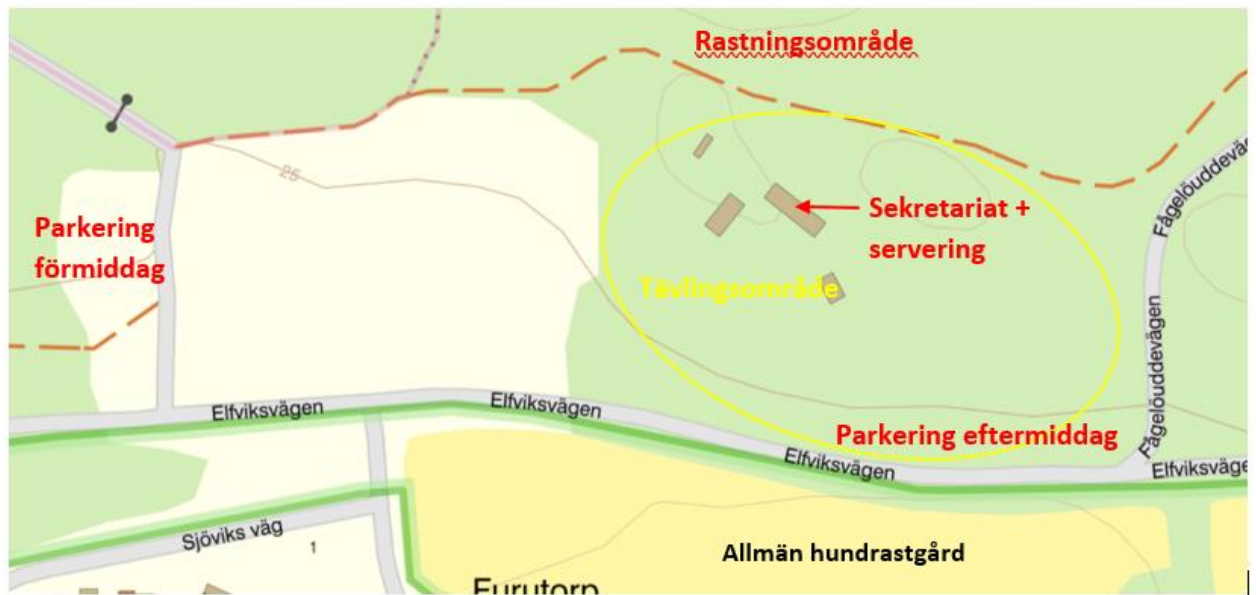 Rastningsområde
25
Fågelöuddevä
Parkering
förmiddag
Sekretariat +
servering
Tävlingsområde
Fågelöuddevägen
Elfviksvägen
Elfviksvägen
Parkering eftermiddag
Elfviksvägen
Elfviksväge
Sjöviks väg
1
Allmän hundrastgård
Furutorp